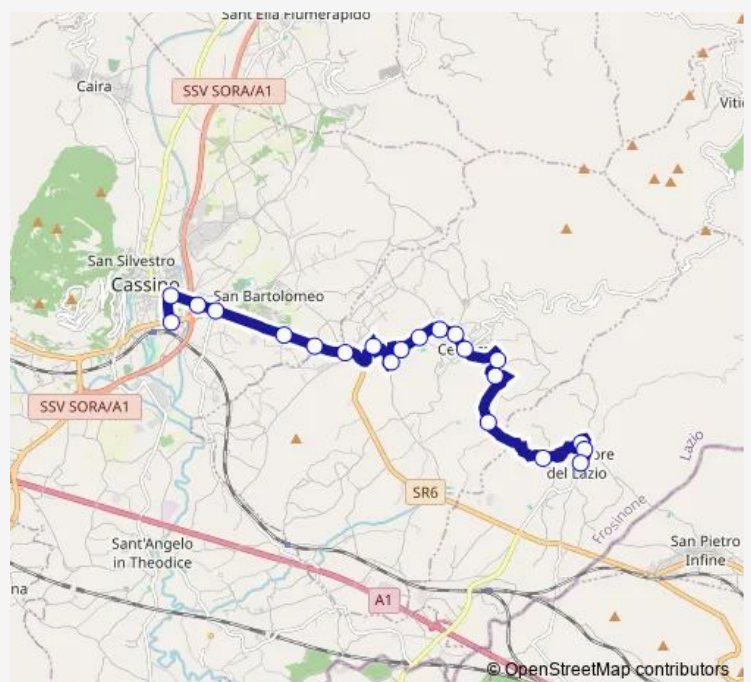 Sant'Elia Fiumerapido
SSV SORA/A1
Caira
San Silvestro
Cassino
San Bartolomeo
SSV SORA/A1
del Lazio
Lazio
SR6
Frosinone
Sant'Angelo
in Theodice
San Pietro
Infine
A1
© OpenStreetMap contributors